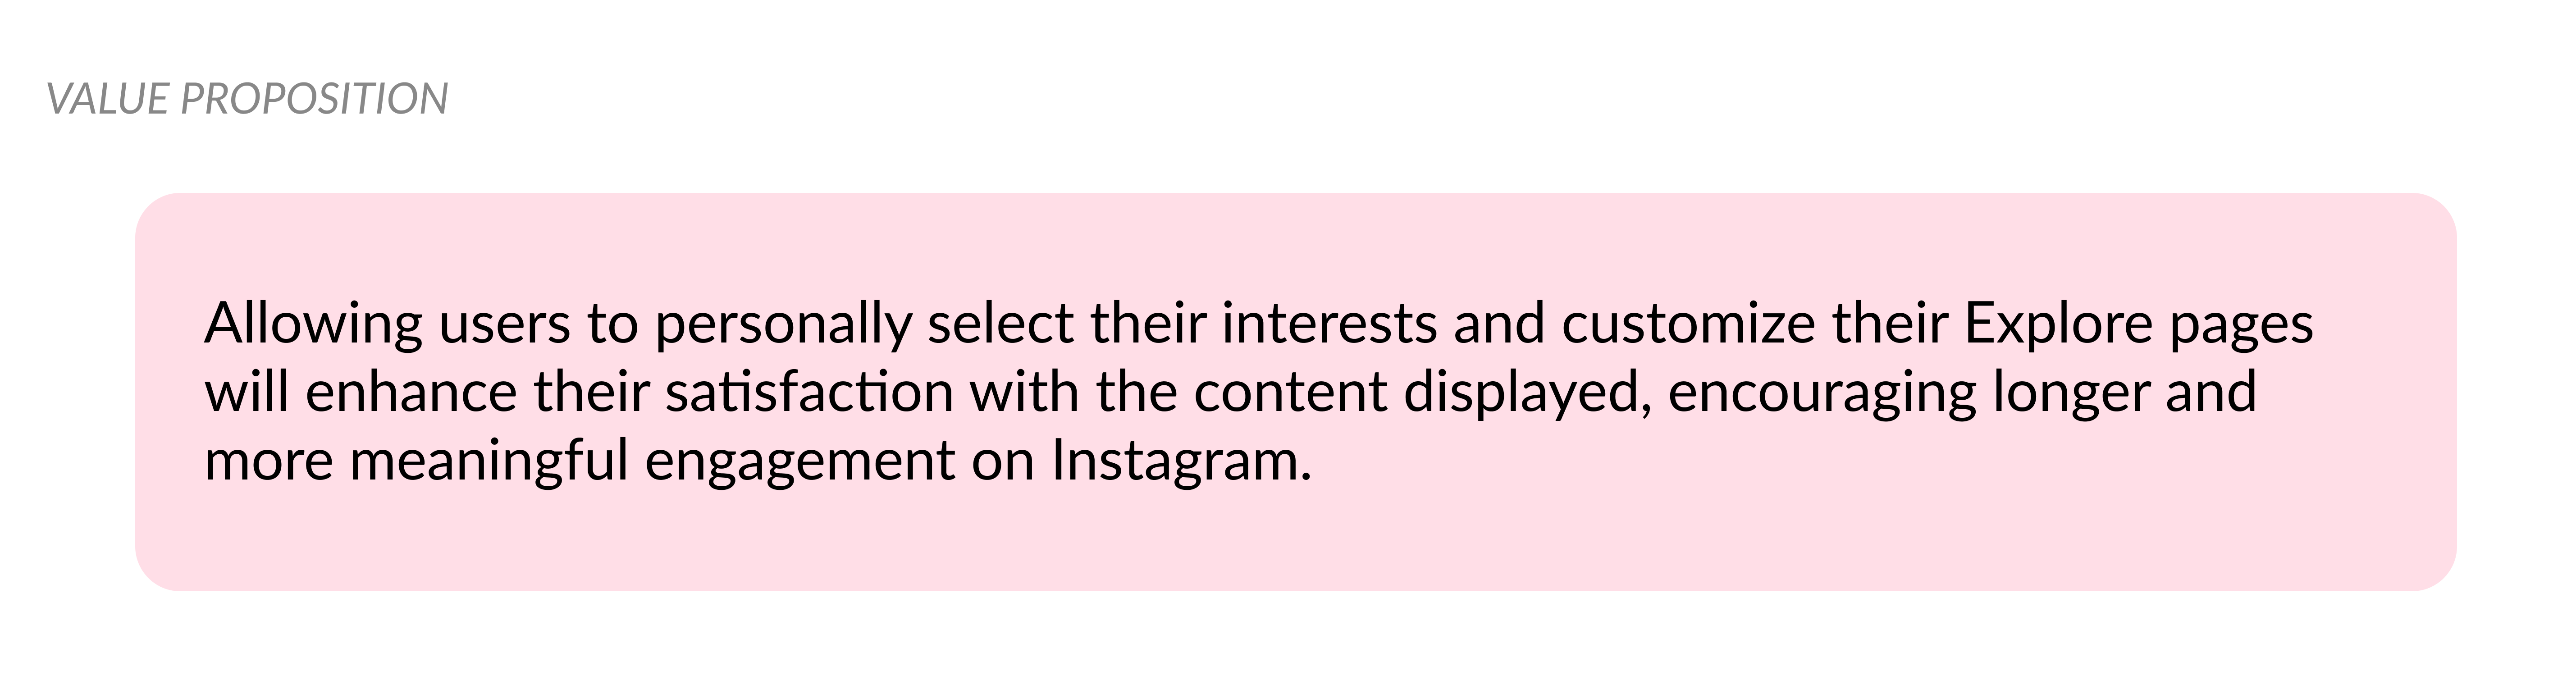 VALUE PROPOSITION
Allowing users to personally select their interests and customize their Explore pages
will enhance their satisfaction with the content displayed, encouraging longer and
more meaningful engagement on Instagram.